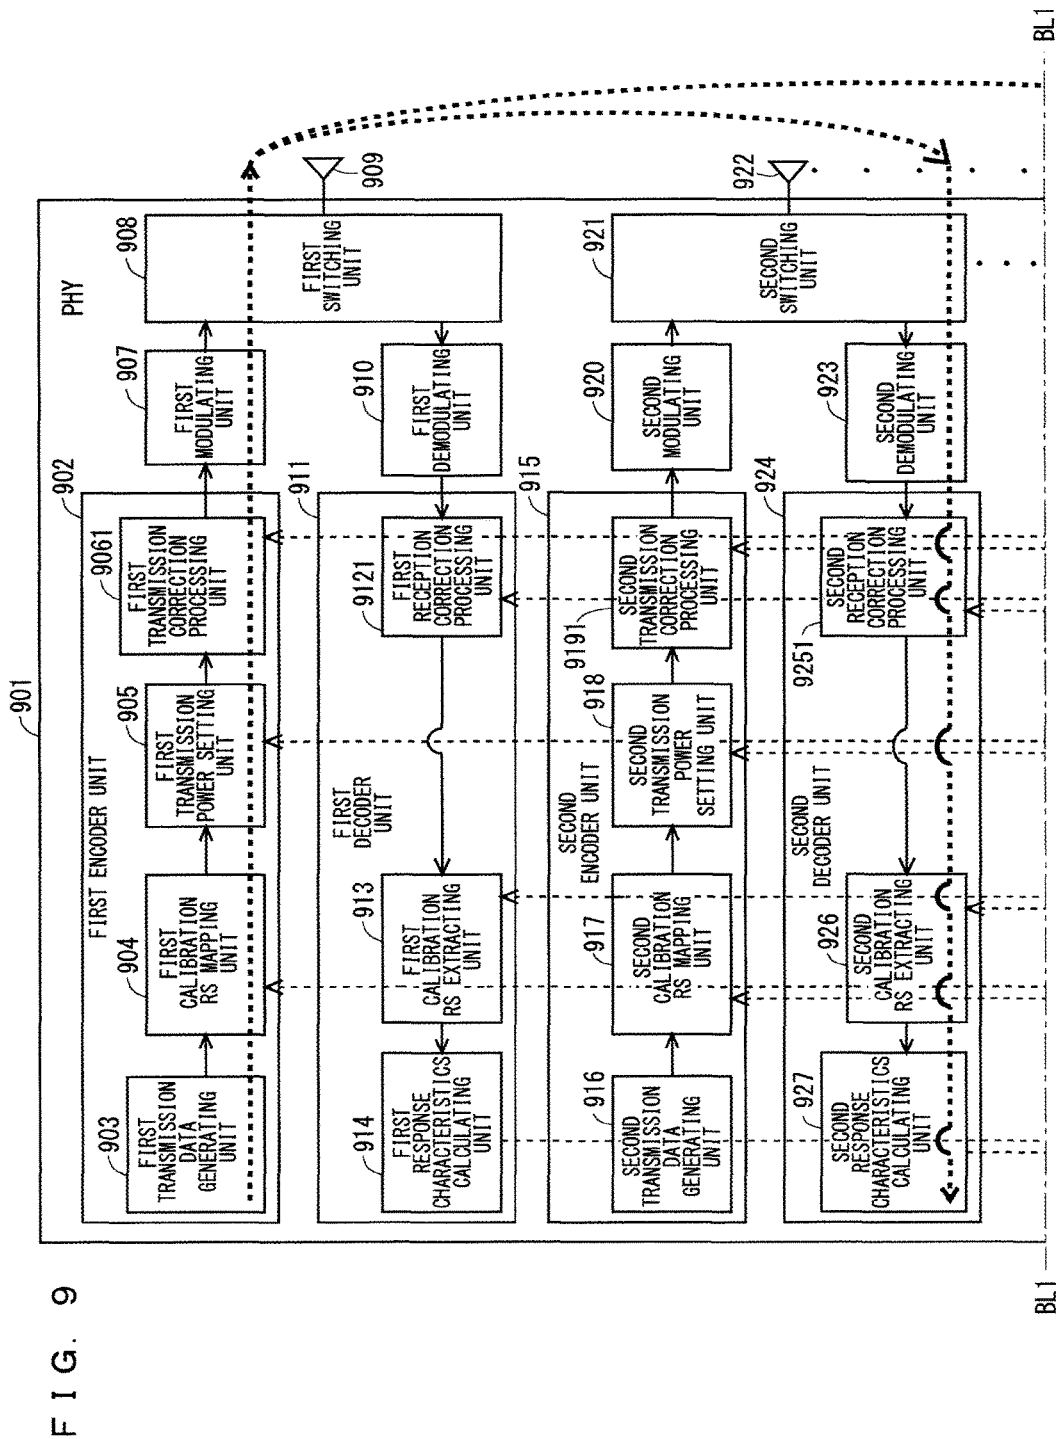 FIG. 9
901
PHY
902
FIRST ENCODER UNIT
903
FIRST
TRANSMISSION
DATA
GENERATING
UNIT
904
FIRST
CALIBRATION
RS MAPPING
UNIT
905
FIRST
TRANSMISSION
POWER SETTING
UNIT
9061
FIRST
TRANSMISSION
CORRECTION
PROCESSING
UNIT
907
FIRST
MODULATING
UNIT
908
FIRST
SWITCHING
UNIT
909
911
FIRST
DECODER
UNIT
914
FIRST
RESPONSE
CHARACTERISTICS
CALCULATING
UNIT
913
FIRST
CALIBRATION
RS EXTRACTING
UNIT
9121
FIRST
RECEPTION
CORRECTION
PROCESSING
UNIT
910
FIRST
DEMODULATING
UNIT
915
SECOND
ENCODER UNIT
916
SECOND
TRANSMISSION
DATA
GENERATING
UNIT
917
SECOND
CALIBRATION
RS MAPPING
UNIT
918
SECOND
TRANSMISSION
POWER
SETTING UNIT
9191
SECOND
TRANSMISSION
CORRECTION
PROCESSING
UNIT
920
SECOND
MODULATING
UNIT
921
SECOND
SWITCHING
UNIT
922
924
SECOND
DECODER UNIT
927
SECOND
RESPONSE
CHARACTERISTICS
CALCULATING
UNIT
926
SECOND
CALIBRATION
RS EXTRACTING
UNIT
9251
SECOND
RECEPTION
CORRECTION
PROCESSING
UNIT
923
SECOND
DEMODULATING
UNIT
BL1
BL1